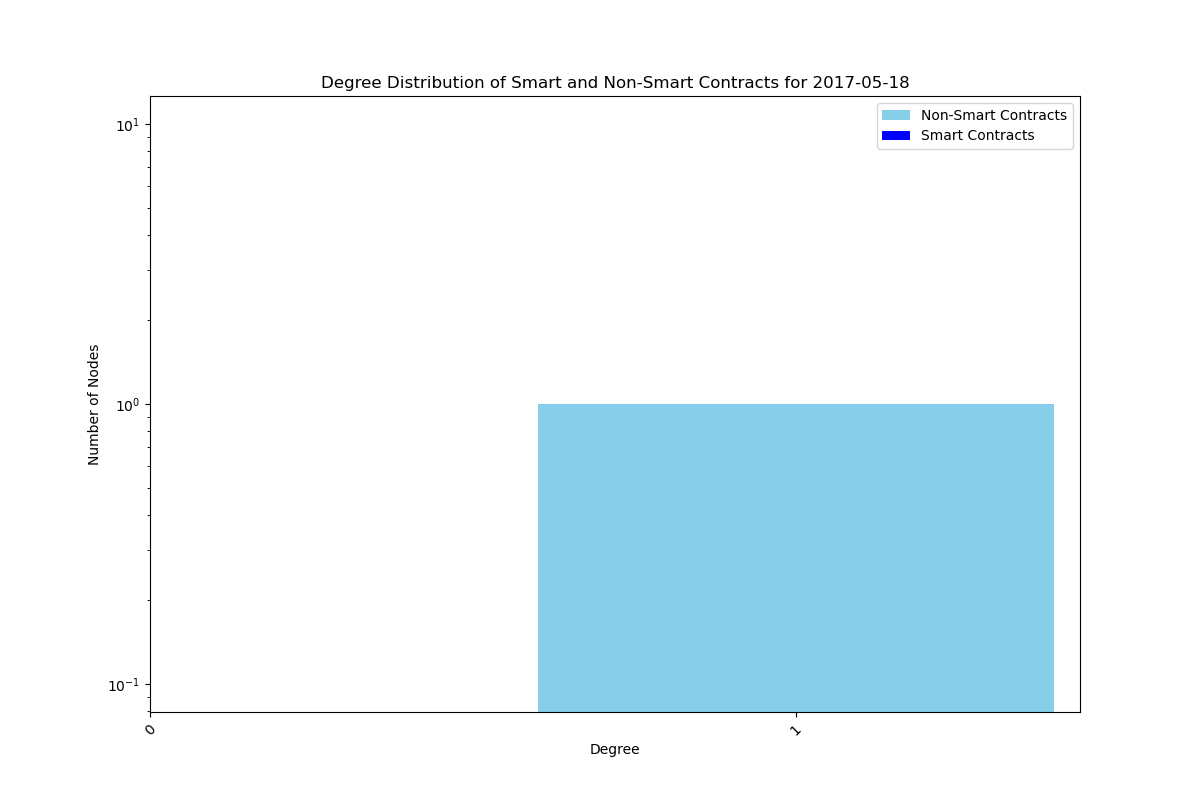 Degree Distribution of Smart and Non-Smart Contracts for 2017-05-18
Non-Smart Contracts
Smart Contracts
10¹
10⁰
10⁻¹
Number of Nodes
0
1
Degree